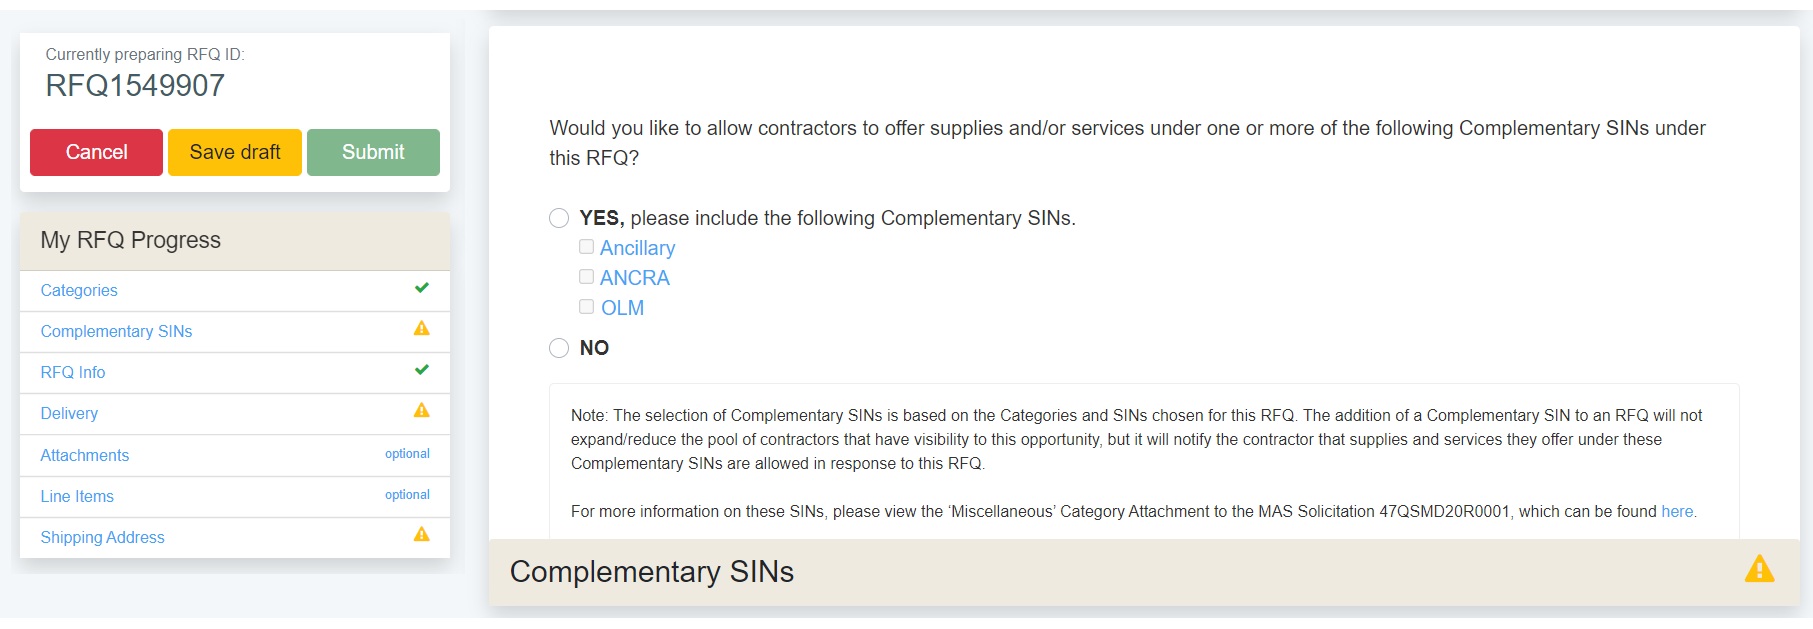 Currently preparing RFQ ID:
RFQ1549907
Cancel
Save draft
Submit
My RFQ Progress
Categories
Complementary SINs
RFQ Info
Delivery
Attachments optional
Line Items optional
Shipping Address
Would you like to allow contractors to offer supplies and/or services under one or more of the following Complementary SINs under
this RFQ?
YES, please include the following Complementary SINs.
Ancillary
ANCRA
OLM
NO
Note: The selection of Complementary SINs is based on the Categories and SINs chosen for this RFQ. The addition of a Complementary SIN to an RFQ will not
expand/reduce the pool of contractors that have visibility to this opportunity, but it will notify the contractor that supplies and services they offer under these
Complementary SINs are allowed in response to this RFQ.
For more information on these SINs, please view the ‘Miscellaneous’ Category Attachment to the MAS Solicitation 47QSMD20R0001, which can be found here.
Complementary SINs